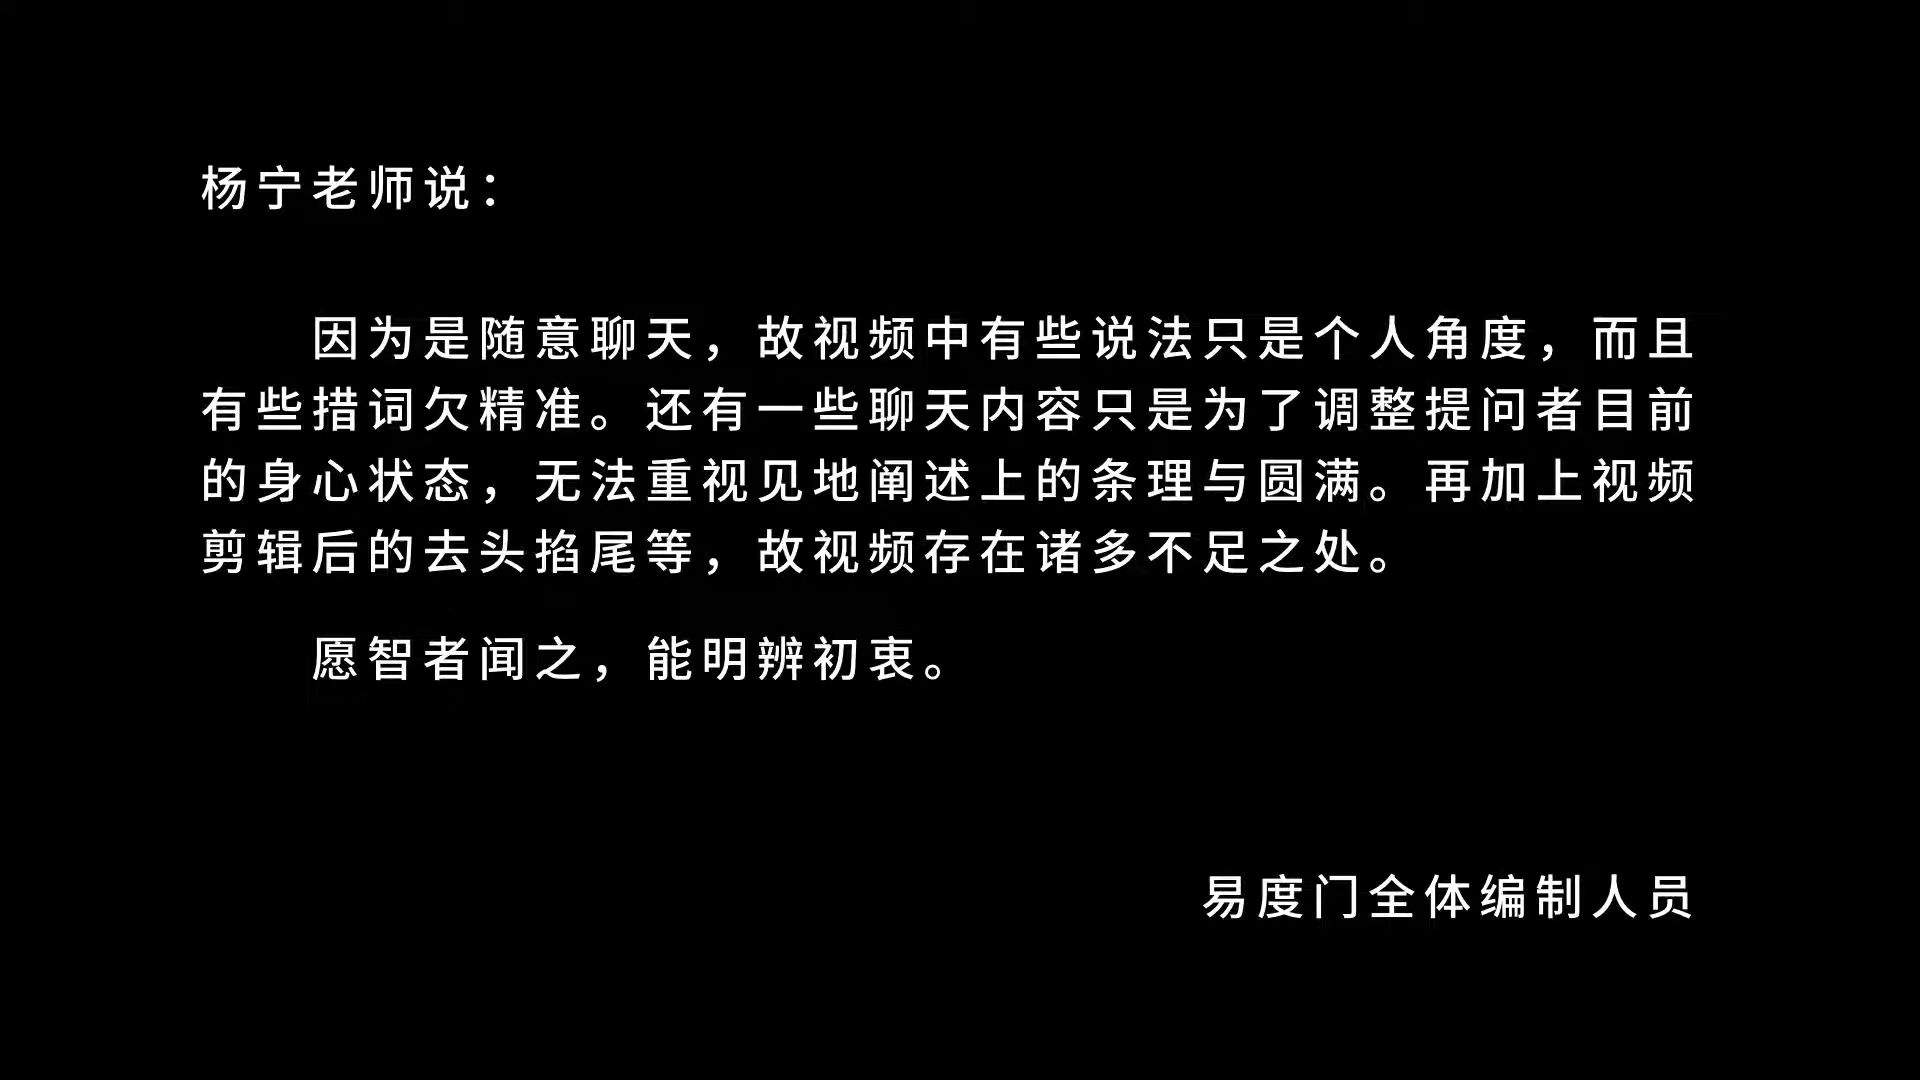 杨宁老师说：
因为是随意聊天，故视频中有些说法只是个人角度，而且
有些措词欠精准。还有一些聊天内容只是为了调整提问者目前
的身心状态，无法重视见地阐述上的条理与圆满。再加上视频
剪辑后的去头掐尾等，故视频存在诸多不足之处。
愿智者闻之，能明辨初衷。
易度门全体编制人员